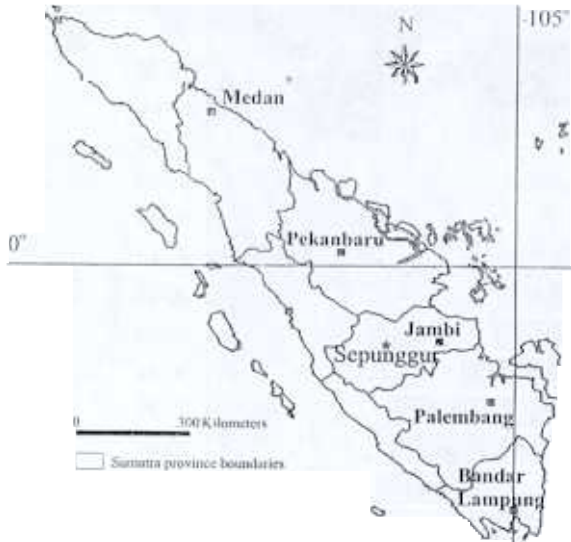 105°
N
Medan
0°
Pekanbaru
Jambi
Sepunggur
0 300 Kilometers
Palembang
Sumatra province boundaries
Bandar
Lampung